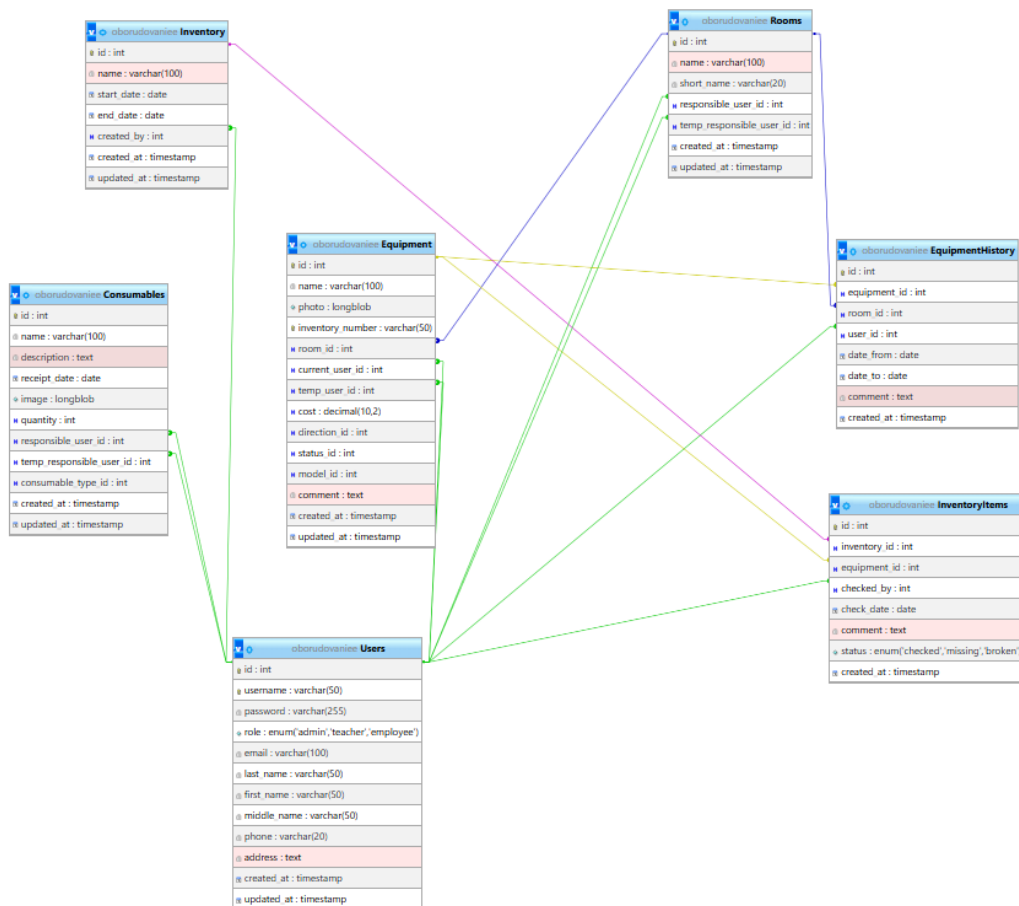 oborudovaniee Inventory
id : int
name : varchar(100)
start_date : date
end_date : date
created_by : int
created_at : timestamp
updated_at : timestamp
oborudovaniee Rooms
id : int
name : varchar(100)
short_name : varchar(20)
responsible_user_id : int
temp_responsible_user_id : int
created_at : timestamp
updated_at : timestamp
oborudovaniee Equipment
id : int
name : varchar(100)
photo : longblob
inventory_number : varchar(50)
room_id : int
current_user_id : int
temp_user_id : int
cost : decimal(10,2)
direction_id : int
status_id : int
model_id : int
comment : text
created_at : timestamp
updated_at : timestamp
oborudovaniee EquipmentHistory
id : int
equipment_id : int
room_id : int
user_id : int
date_from : date
date_to : date
comment : text
created_at : timestamp
oborudovaniee Consumables
id : int
name : varchar(100)
description : text
receipt_date : date
image : longblob
quantity : int
responsible_user_id : int
temp_responsible_user_id : int
consumable_type_id : int
created_at : timestamp
updated_at : timestamp
oborudovaniee InventoryItems
id : int
inventory_id : int
equipment_id : int
checked_by : int
check_date : date
comment : text
status : enum('checked','missing','broken'
created_at : timestamp
oborudovaniee Users
id : int
username : varchar(50)
password : varchar(255)
role : enum('admin','teacher','employee')
email : varchar(100)
last_name : varchar(50)
first_name : varchar(50)
middle_name : varchar(50)
phone : varchar(20)
address : text
created_at : timestamp
updated_at : timestamp